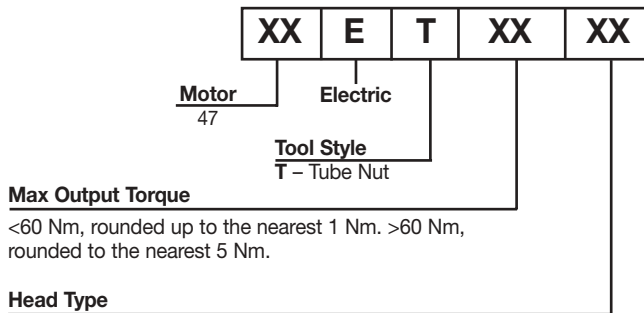 XX E T XX XX
Motor
47
Electric
Tool Style
T – Tube Nut
Max Output Torque
<60 Nm, rounded up to the nearest 1 Nm. >60 Nm,
rounded to the nearest 5 Nm.
Head Type